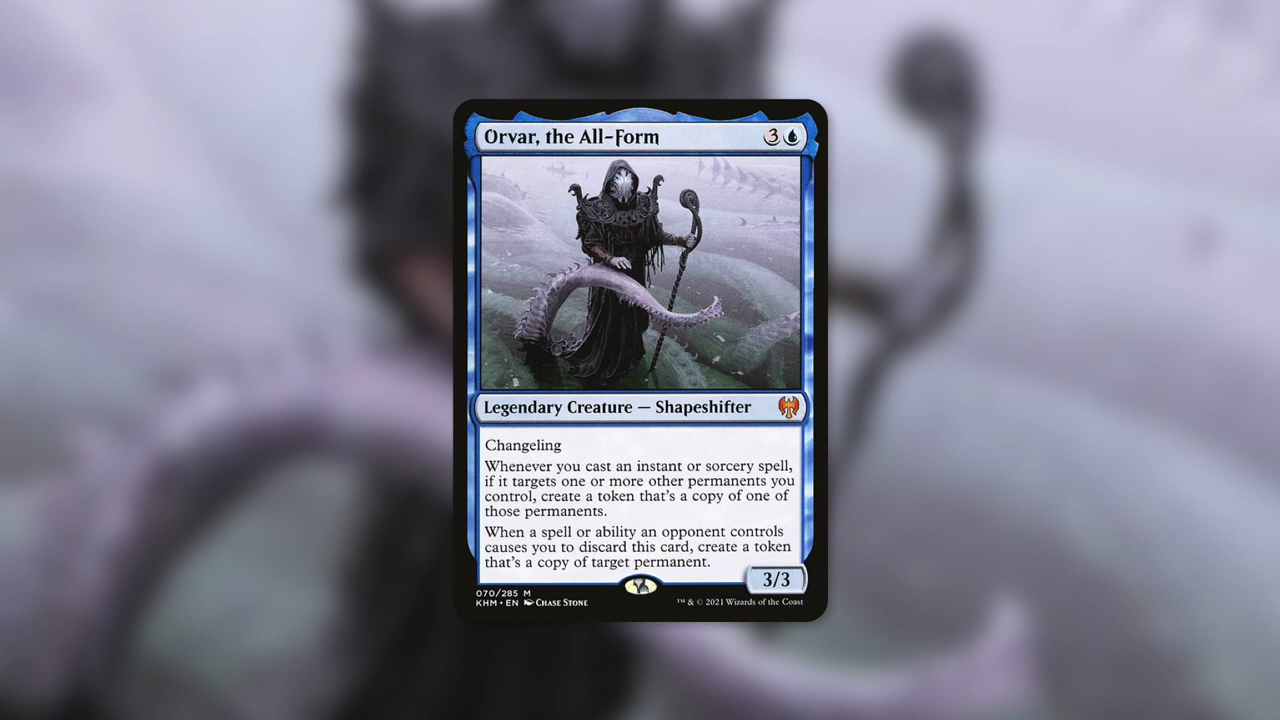 Orvar, the All-Form 3
Legendary Creature — Shapeshifter
Changeling
Whenever you cast an instant or sorcery spell,
if it targets one or more other permanents you
control, create a token that's a copy of one of
those permanents.
When a spell or ability an opponent controls
causes you to discard this card, create a token
that's a copy of target permanent.
3/3
070/285 M
KHM • EN Chase Stone
™ & © 2021 Wizards of the Coast